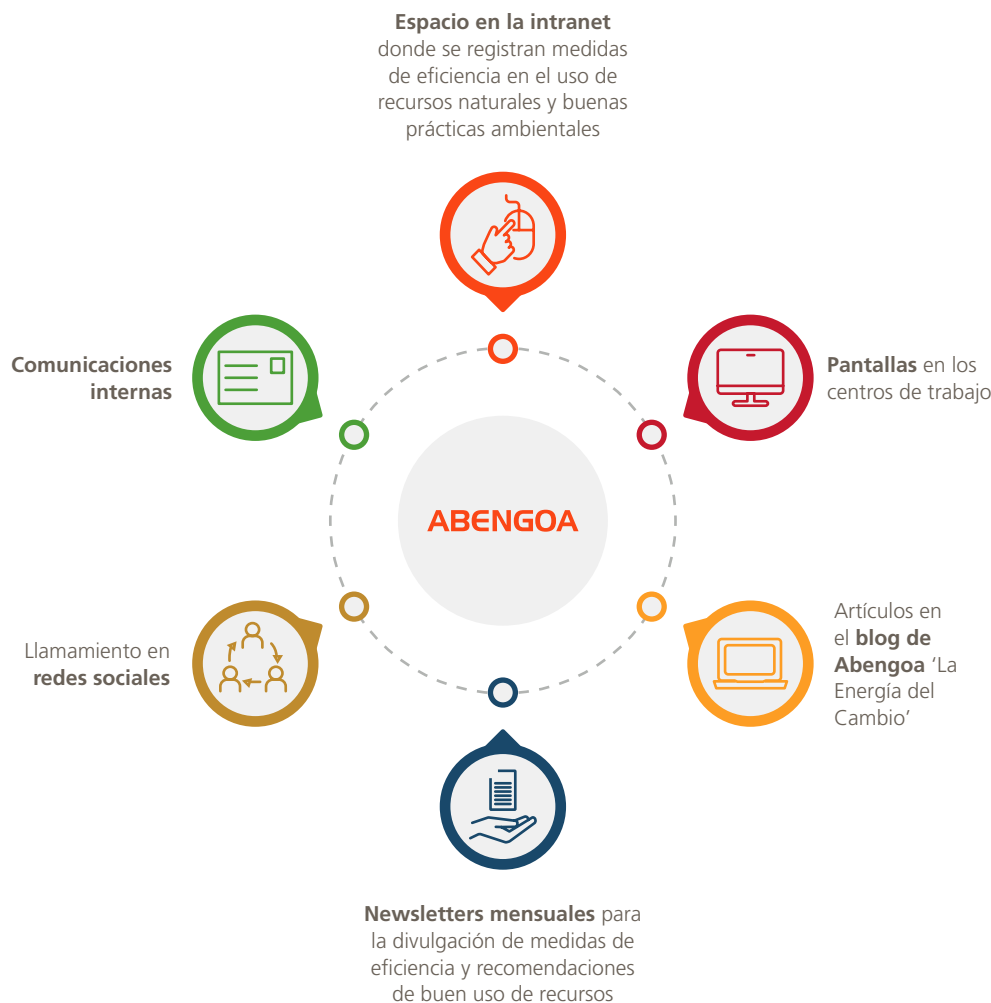 Espacio en la intranet
donde se registran medidas
de eficiencia en el uso de
recursos naturales y buenas
prácticas ambientales
Comunicaciones
internas
Pantallas en los
centros de trabajo
ABENGOA
Llamamiento en
redes sociales
Artículos en
el blog de
Abengoa ‘La
Energía del
Cambio’
Newsletters mensuales para
la divulgación de medidas de
eficiencia y recomendaciones
de buen uso de recursos